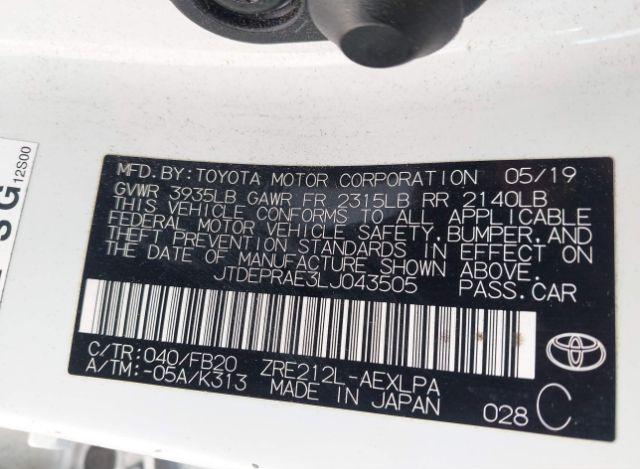 MFD.BY:TOYOTA MOTOR CORPORATION 05/19
GVWR 3935LB GAWR FR 2315LB RR 2140LB
THIS VEHICLE CONFORMS TO ALL APPLICABLE
FEDERAL MOTOR VEHICLE SAFETY,BUMPER,AND
THEFT PREVENTION STANDARDS IN EFFECT ON
THE DATE OF MANUFACTURE SHOWN ABOVE.
JTDEPRAE3LJ043505 PASS.CAR
C/TR:040/FB20 ZRE212L-AEXLPA
A/TM:-05A/K313 MADE IN JAPAN
028 C
SG
12S00